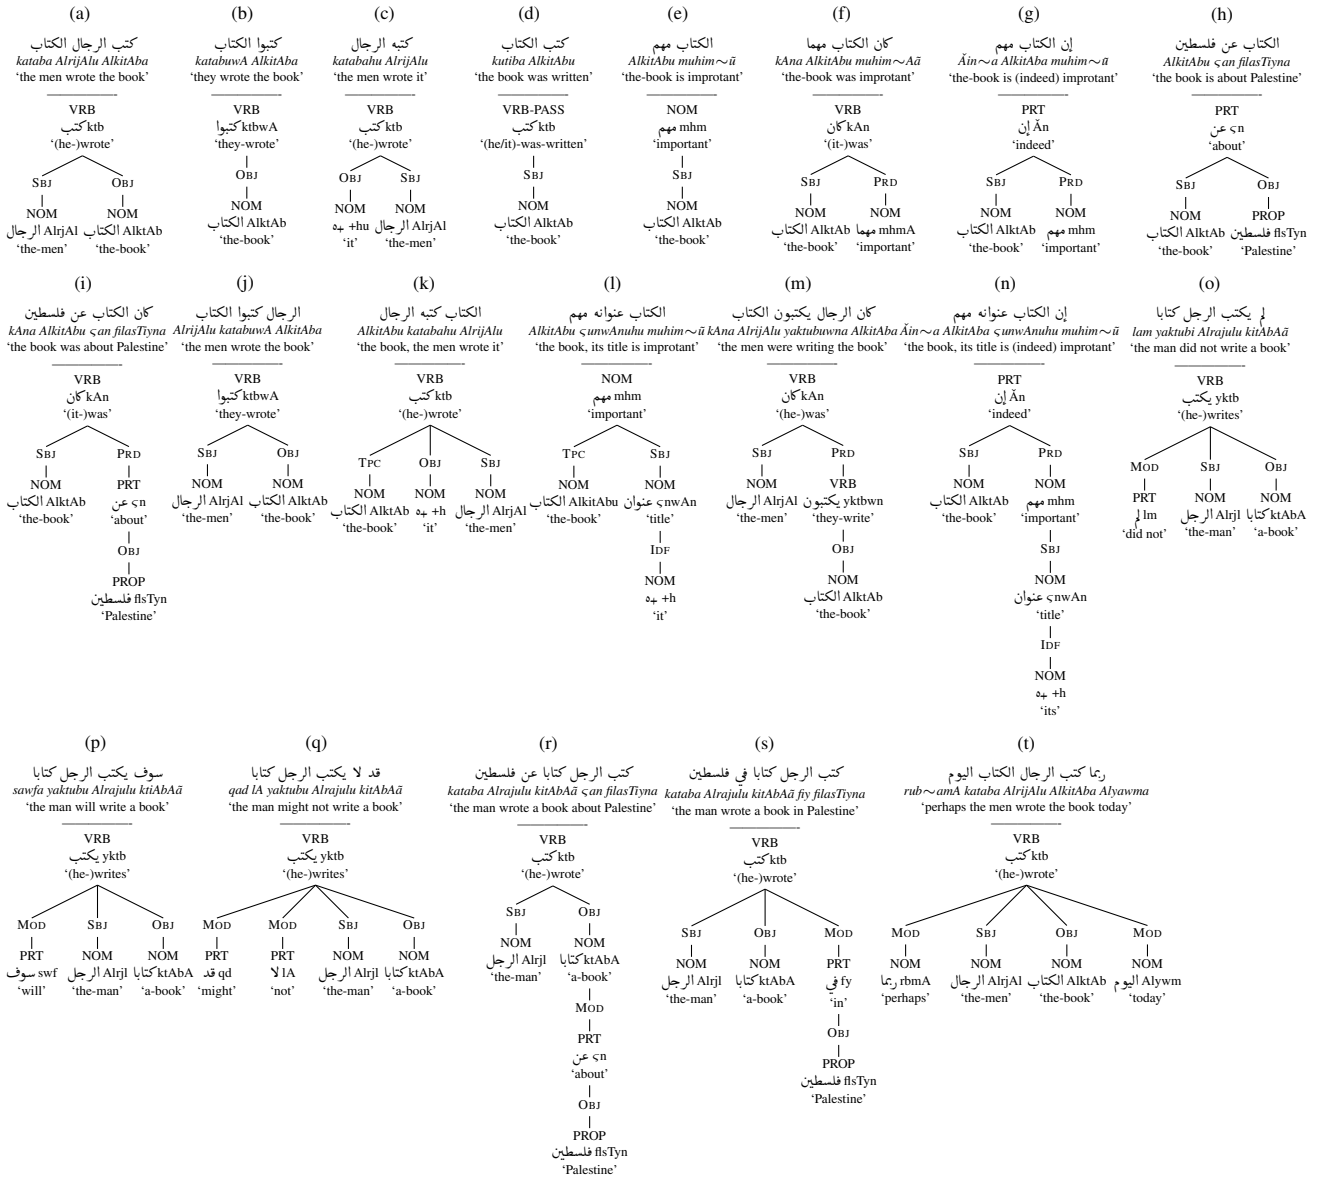 (a) (b) (c) (d) (e) (f) (g) (h)
كتب الرجال الكتاب
kataba AlrijAlu AlkitAba
‘the men wrote the book’
VRB
كتب ktb
‘(he-)wrote’
SBJ OBJ
NOM NOM
الرجال AlrjAl الكتاب AlktAb
‘the-men’ ‘the-book’
كتبوا الكتاب
katabuwA AlkitAba
‘they wrote the book’
VRB
كتبوا ktbwA
‘they-wrote’
OBJ
NOM
الكتاب AlktAb
‘the-book’
كتبه الرجال
katabahu AlrijAlu
‘the men wrote it’
VRB
كتب ktb
‘(he-)wrote’
OBJ SBJ
NOM NOM
+ه +hu الرجال AlrjAl
‘it’ ‘the-men’
كتب الكتاب
kutiba AlkitAbu
‘the book was written’
VRB-PASS
كتب ktb
‘(he/it)-was-written’
SBJ
NOM
الكتاب AlktAb
‘the-book’
الكتاب مهم
AlkitAbu muhim∼ũ
‘the-book is improtant’
NOM
مهم mhm
‘important’
SBJ
NOM
الكتاب AlktAb
‘the-book’
كان الكتاب مهما
kAna AlkitAbu muhim∼Aã
‘the-book was improtant’
VRB
كان kAn
‘(it-)was’
SBJ PRD
NOM NOM
الكتاب AlktAb مهما mhmA
‘the-book’ ‘important’
إن الكتاب مهم
Ăin∼a AlkitAba muhim∼ũ
‘the-book is (indeed) improtant’
PRT
إن Ăn
‘indeed’
SBJ PRD
NOM NOM
الكتاب AlktAb مهم mhm
‘the-book’ ‘important’
الكتاب عن فلسطين
AlkitAbu ςan filasTiyna
‘the book is about Palestine’
PRT
عن ςn
‘about’
SBJ OBJ
NOM PROP
الكتاب AlktAb فلسطين flsTyn
‘the-book’ ‘Palestine’
(i) (j) (k) (l) (m) (n) (o)
كان الكتاب عن فلسطين
kAna AlkitAbu ςan filasTiyna
‘the book was about Palestine’
VRB
كان kAn
‘(it-)was’
SBJ PRD
NOM PRT
الكتاب AlktAb عن ςn
‘the-book’ ‘about’
OBJ
PROP
فلسطين flsTyn
‘Palestine’
الرجال كتبوا الكتاب
AlrijAlu katabuwA AlkitAba
‘the men wrote the book’
VRB
كتبوا ktbwA
‘they-wrote’
SBJ OBJ
NOM NOM
الرجال AlrjAl الكتاب AlktAb
‘the-men’ ‘the-book’
الكتاب كتبه الرجال
AlkitAbu katabahu AlrijAlu
‘the book, the men wrote it’
VRB
كتب ktb
‘(he-)wrote’
TPC OBJ SBJ
NOM NOM NOM
الكتاب AlktAb +ه +h الرجال AlrjAl
‘the-book’ ‘it’ ‘the-men’
الكتاب عنوانه مهم
AlkitAbu ςunwAnuhu muhim∼ũ
‘the book, its title is improtant’
NOM
مهم mhm
‘important’
TPC SBJ
NOM NOM
الكتاب AlkitAbu عنوان ςnwAn
‘the-book’ ‘title’
IDF
NOM
+ه +h
‘it’
كان الرجال يكتبون الكتاب
kAna AlrijAlu yaktubuwna AlkitAba
‘the men were writing the book’
VRB
كان kAn
‘(he-)was’
SBJ PRD
NOM VRB
الرجال AlrjAl يكتبون yktbwn
‘the-men’ ‘they-write’
OBJ
NOM
الكتاب AlktAb
‘the-book’
إن الكتاب عنوانه مهم
Ăin∼a AlkitAba ςunwAnuhu muhim∼ũ
‘the book, its title is (indeed) improtant’
PRT
إن Ăn
‘indeed’
SBJ PRD
NOM NOM
الكتاب AlktAb مهم mhm
‘the-book’ ‘important’
SBJ
NOM
عنوان ςnwAn
‘title’
IDF
NOM
+ه +h
‘its’
لم يكتب الرجل كتابا
lam yaktubi Alrajulu kitAbAã
‘the man did not write a book’
VRB
يكتب yktb
‘(he-)writes’
MOD SBJ OBJ
PRT NOM NOM
لم lm الرجل Alrjl كتابا ktAbA
‘did not’ ‘the-man’ ‘a-book’
(p) (q) (r) (s) (t)
سوف يكتب الرجل كتابا
sawfa yaktubu Alrajulu ktiAbAã
‘the man will write a book’
VRB
يكتب yktb
‘(he-)writes’
MOD SBJ OBJ
PRT NOM NOM
سوف swf الرجل Alrjl كتابا ktAbA
‘will’ ‘the-man’ ‘a-book’
قد لا يكتب الرجل كتابا
qad lA yaktubu Alrajulu kitAbAã
‘the man might not write a book’
VRB
يكتب yktb
‘(he-)writes’
MOD MOD SBJ OBJ
PRT PRT NOM NOM
قد qd لا lA الرجل Alrjl كتابا ktAbA
‘might’ ‘not’ ‘the-man’ ‘a-book’
كتب الرجل كتابا عن فلسطين
kataba Alrajulu kitAbAã ςan filasTiyna
‘the man wrote a book about Palestine’
VRB
كتب ktb
‘(he-)wrote’
SBJ OBJ
NOM NOM
الرجل Alrjl كتابا ktAbA
‘the-man’ ‘a-book’
MOD
PRT
عن ςn
‘about’
OBJ
PROP
فلسطين flsTyn
‘Palestine’
كتب الرجل كتابا في فلسطين
kataba Alrajulu kitAbAã fiy filasTiyna
‘the man wrote a book in Palestine’
VRB
كتب ktb
‘(he-)wrote’
SBJ OBJ MOD
NOM NOM PRT
الرجل Alrjl كتابا ktAbA في fy
‘the-man’ ‘a-book’ ‘in’
OBJ
PROP
فلسطين flsTyn
‘Palestine’
ربما كتب الرجال الكتاب اليوم
rub∼amA kataba AlrijAlu AlkitAba Alyawma
‘perhaps the men wrote the book today’
VRB
كتب ktb
‘(he-)wrote’
MOD SBJ OBJ MOD
NOM NOM NOM NOM
ربما rbmA الرجال AlrjAl الكتاب AlktAb اليوم Alywm
‘perhaps’ ‘the-men’ ‘the-book’ ‘today’